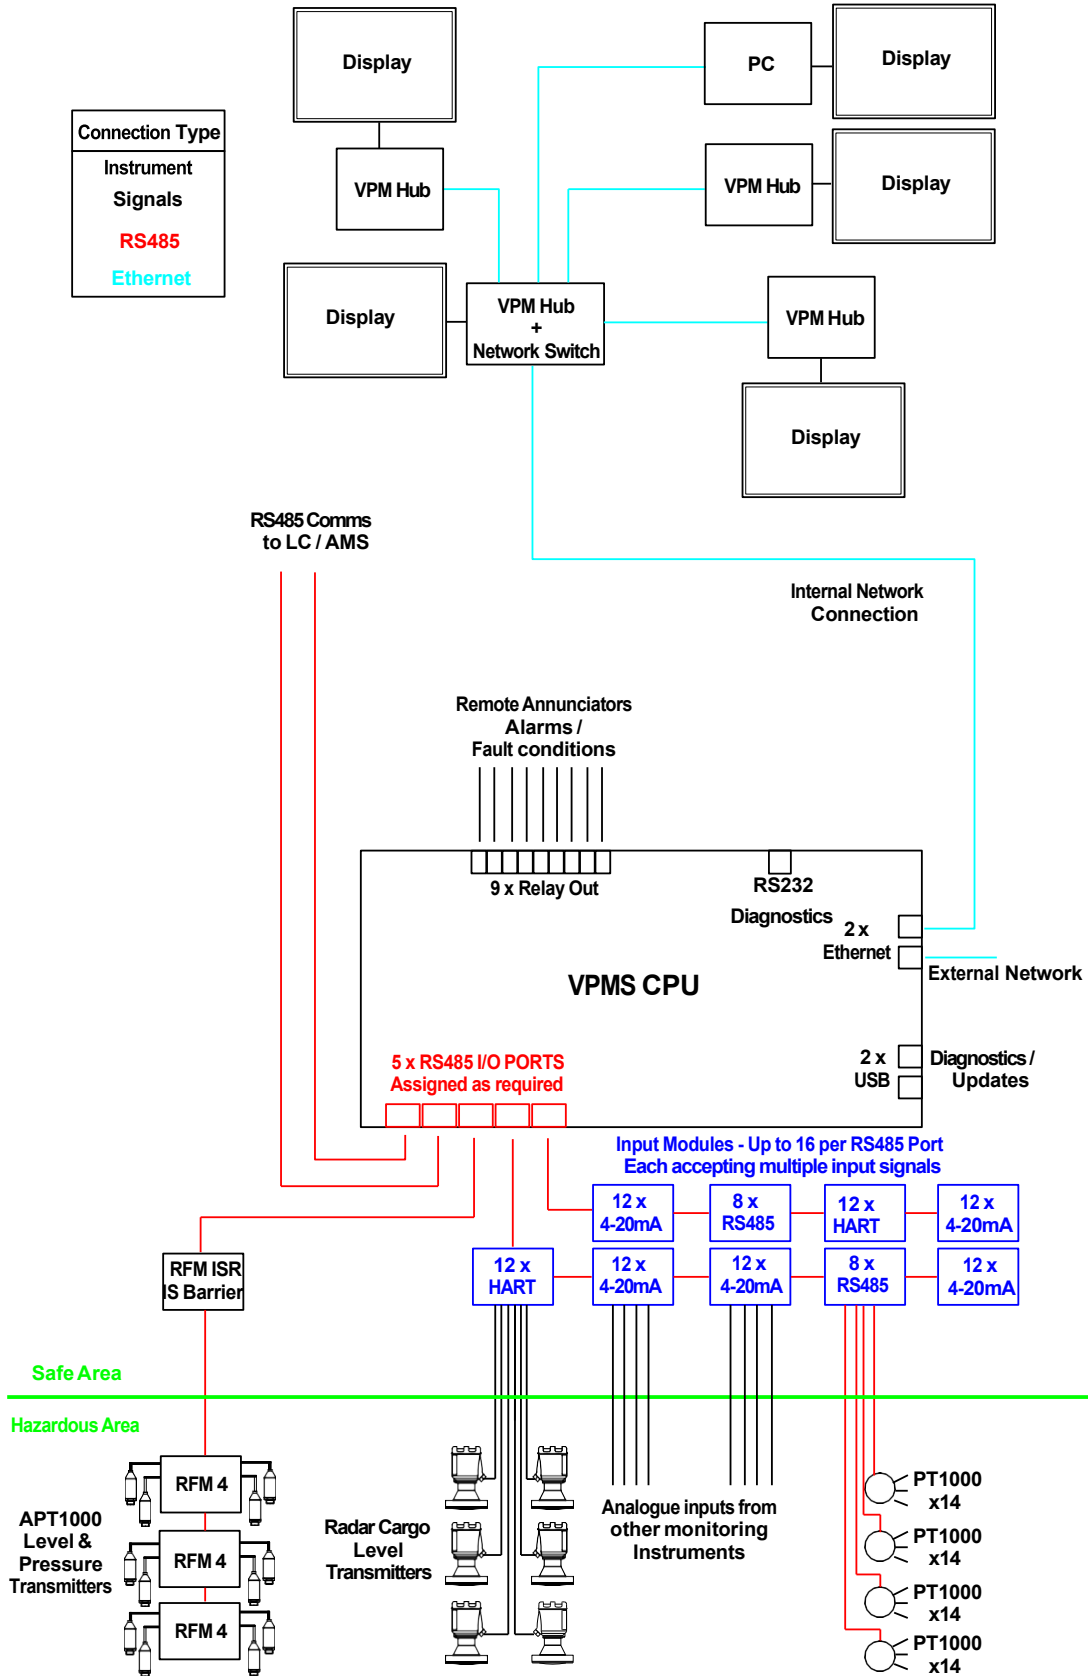 Display
PC
Display
Connection Type
Instrument
Signals
RS485
Ethernet
VPM Hub
VPM Hub
Display
Display
VPM Hub
+
Network Switch
VPM Hub
Display
RS485 Comms
to LC / AMS
Internal Network
Connection
Remote Annunciators
Alarms /
Fault conditions
9 x Relay Out
RS232
Diagnostics
2 x
Ethernet
External Network
VPMS CPU
2 x
USB
Diagnostics /
Updates
5 x RS485 I/O PORTS
Assigned as required
Input Modules - Up to 16 per RS485 Port
Each accepting multiple input signals
12 x
4-20mA
8 x
RS485
12 x
HART
12 x
4-20mA
RFM ISR
IS Barrier
12 x
HART
12 x
4-20mA
12 x
4-20mA
8 x
RS485
12 x
4-20mA
Safe Area
Hazardous Area
APT1000
Level &
Pressure
Transmitters
RFM 4
RFM 4
RFM 4
Radar Cargo
Level
Transmitters
Analogue inputs from
other monitoring
Instruments
PT1000
x14
PT1000
x14
PT1000
x14
PT1000
x14